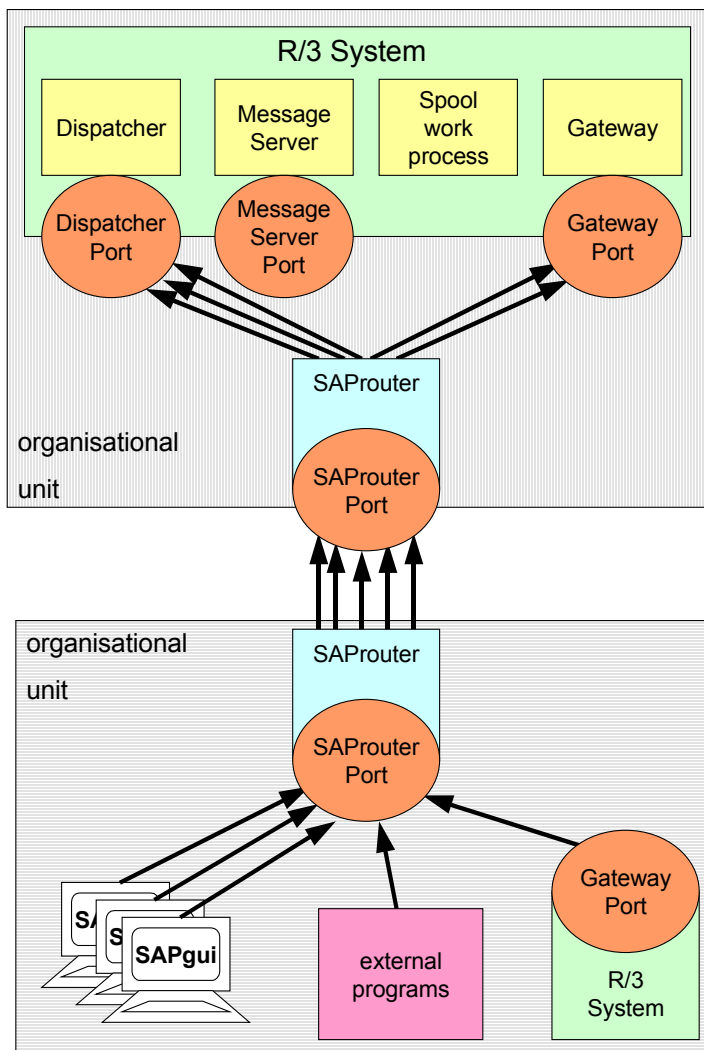 R/3 System
Dispatcher
Message
Server
Spool
work
process
Gateway
Dispatcher
Port
Message
Server
Port
Gateway
Port
SAProuter
organisational
unit
SAProuter
Port
organisational
unit
SAProuter
SAProuter
Port
Gateway
Port
SA
S
SAPgui
external
programs
R/3
System